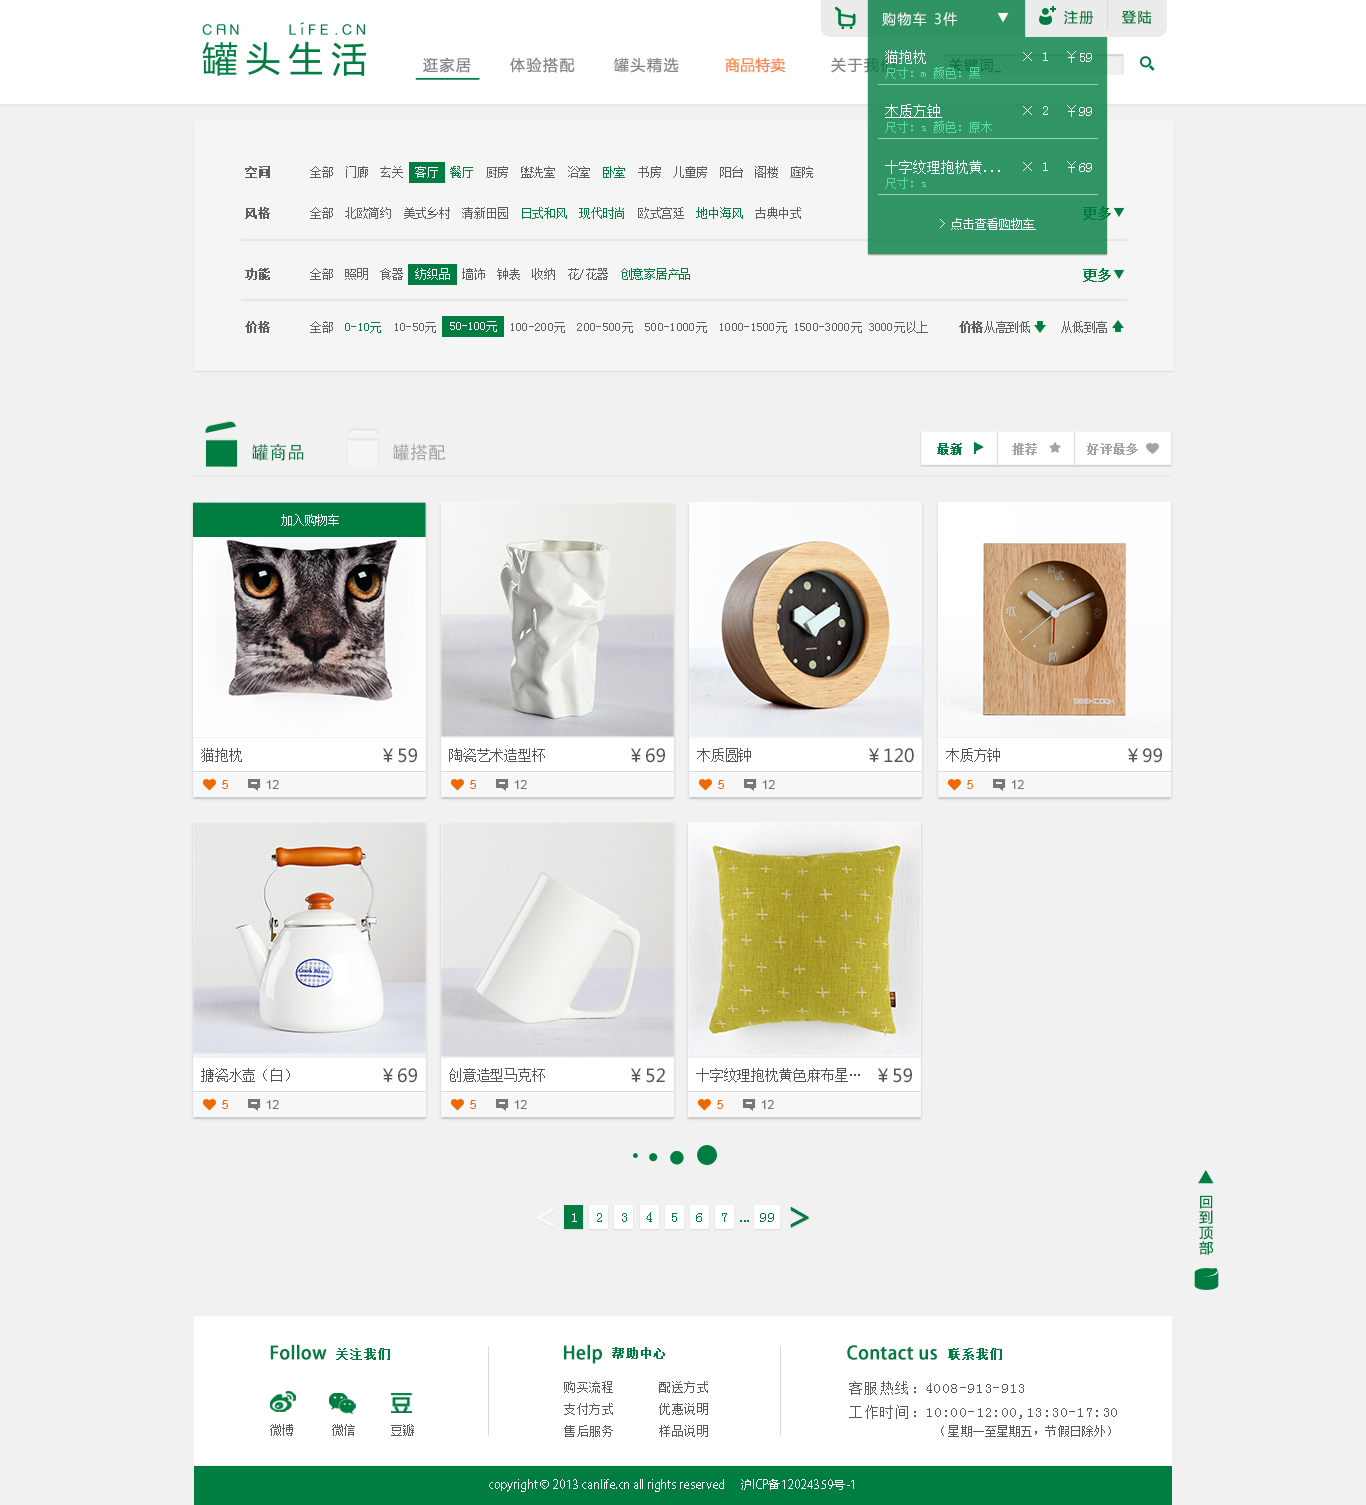 CAN LiFE.CN
罐头生活
购物车 3件
注册
登陆
逛家居
体验搭配
罐头精选
商品特卖
关于我
关键词_
猫抱枕 × 1 ￥59
尺寸：m 颜色：黑
木质方钟 × 2 ￥99
尺寸：s 颜色：原木
十字纹理抱枕黄... × 1 ￥69
尺寸：s
> 点击查看购物车
空间 全部 门廊 玄关 客厅 餐厅 厨房 盥洗室 浴室 卧室 书房 儿童房 阳台 阁楼 庭院
风格 全部 北欧简约 美式乡村 清新田园 日式和风 现代时尚 欧式宫廷 地中海风 古典中式 更多
功能 全部 照明 食器 纺织品 墙饰 钟表 收纳 花/花器 创意家居产品 更多
价格 全部 0-10元 10-50元 50-100元 100-200元 200-500元 500-1000元 1000-1500元 1500-3000元 3000元以上 价格从高到低 从低到高
罐商品
罐搭配
最新
推荐
好评最多
加入购物车
GEEKCOOK
猫抱枕 ￥59
5 12
陶瓷艺术造型杯 ￥69
5 12
木质圆钟 ￥120
5 12
木质方钟 ￥99
5 12
Cook Blanc
搪瓷水壶（白） ￥69
5 12
创意造型马克杯 ￥52
5 12
十字纹理抱枕黄色麻布星… ￥59
5 12
< 1 2 3 4 5 6 7 ... 99 >
回到顶部
Follow 关注我们
微博
微信
豆瓣
Help 帮助中心
购买流程 配送方式
支付方式 优惠说明
售后服务 样品说明
Contact us 联系我们
客服热线：4008-913-913
工作时间：10:00-12:00,13:30-17:30
（星期一至星期五，节假日除外）
copyright© 2013 canlife.cn all rights reserved 沪ICP备12024359号-1